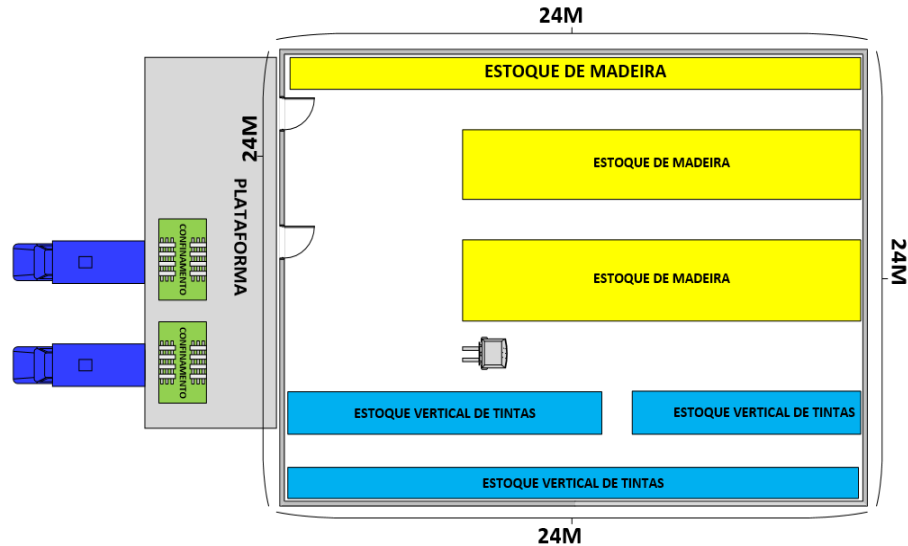 24M
ESTOQUE DE MADEIRA
24M
PLATAFORMA
ESTOQUE DE MADEIRA
CONFINAMENTO
ESTOQUE DE MADEIRA
24M
CONFINAMENTO
ESTOQUE VERTICAL DE TINTAS
ESTOQUE VERTICAL DE TINTAS
ESTOQUE VERTICAL DE TINTAS
24M